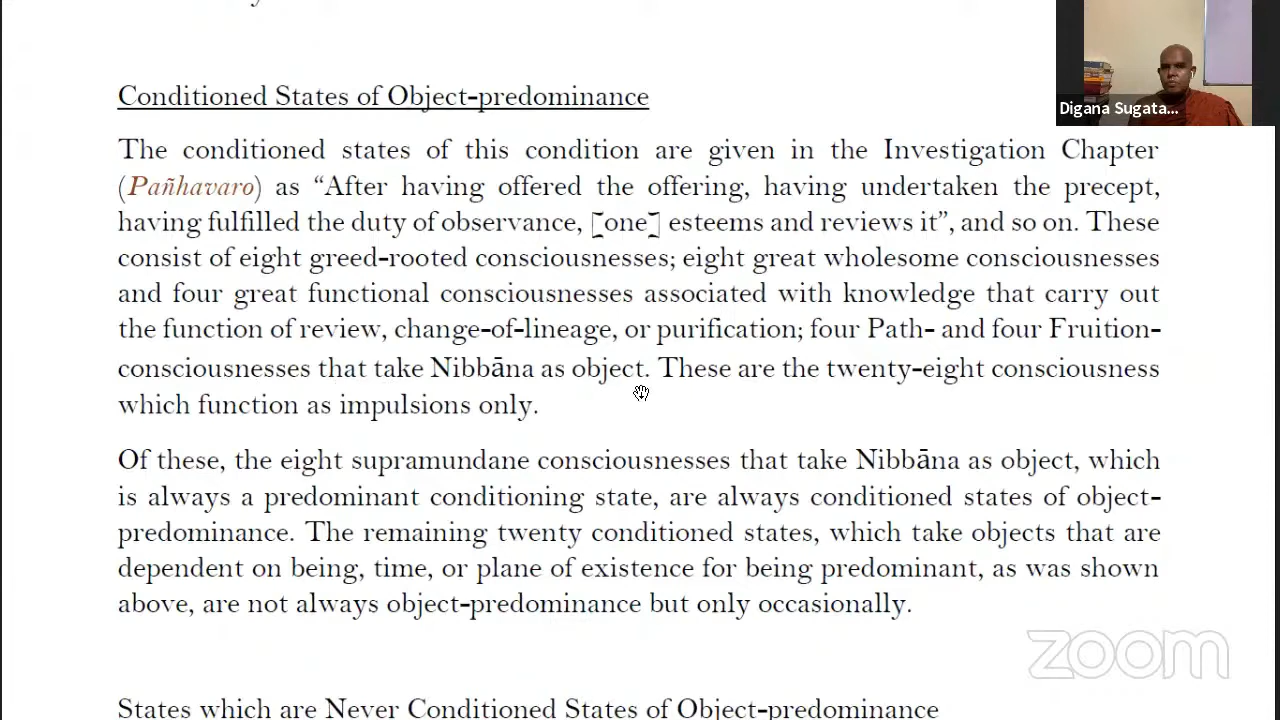 Digana Sugata...
Conditioned States of Object-predominance
The conditioned states of this condition are given in the Investigation Chapter
(Pañhavaro) as “After having offered the offering, having undertaken the precept,
having fulfilled the duty of observance, [one] esteems and reviews it”, and so on. These
consist of eight greed-rooted consciousnesses; eight great wholesome consciousnesses
and four great functional consciousnesses associated with knowledge that carry out
the function of review, change-of-lineage, or purification; four Path- and four Fruition-
consciousnesses that take Nibbāna as object. These are the twenty-eight consciousness
which function as impulsions only.
Of these, the eight supramundane consciousnesses that take Nibbāna as object, which
is always a predominant conditioning state, are always conditioned states of object-
predominance. The remaining twenty conditioned states, which take objects that are
dependent on being, time, or plane of existence for being predominant, as was shown
above, are not always object-predominance but only occasionally.
zoom
States which are Never Conditioned States of Object-predominance